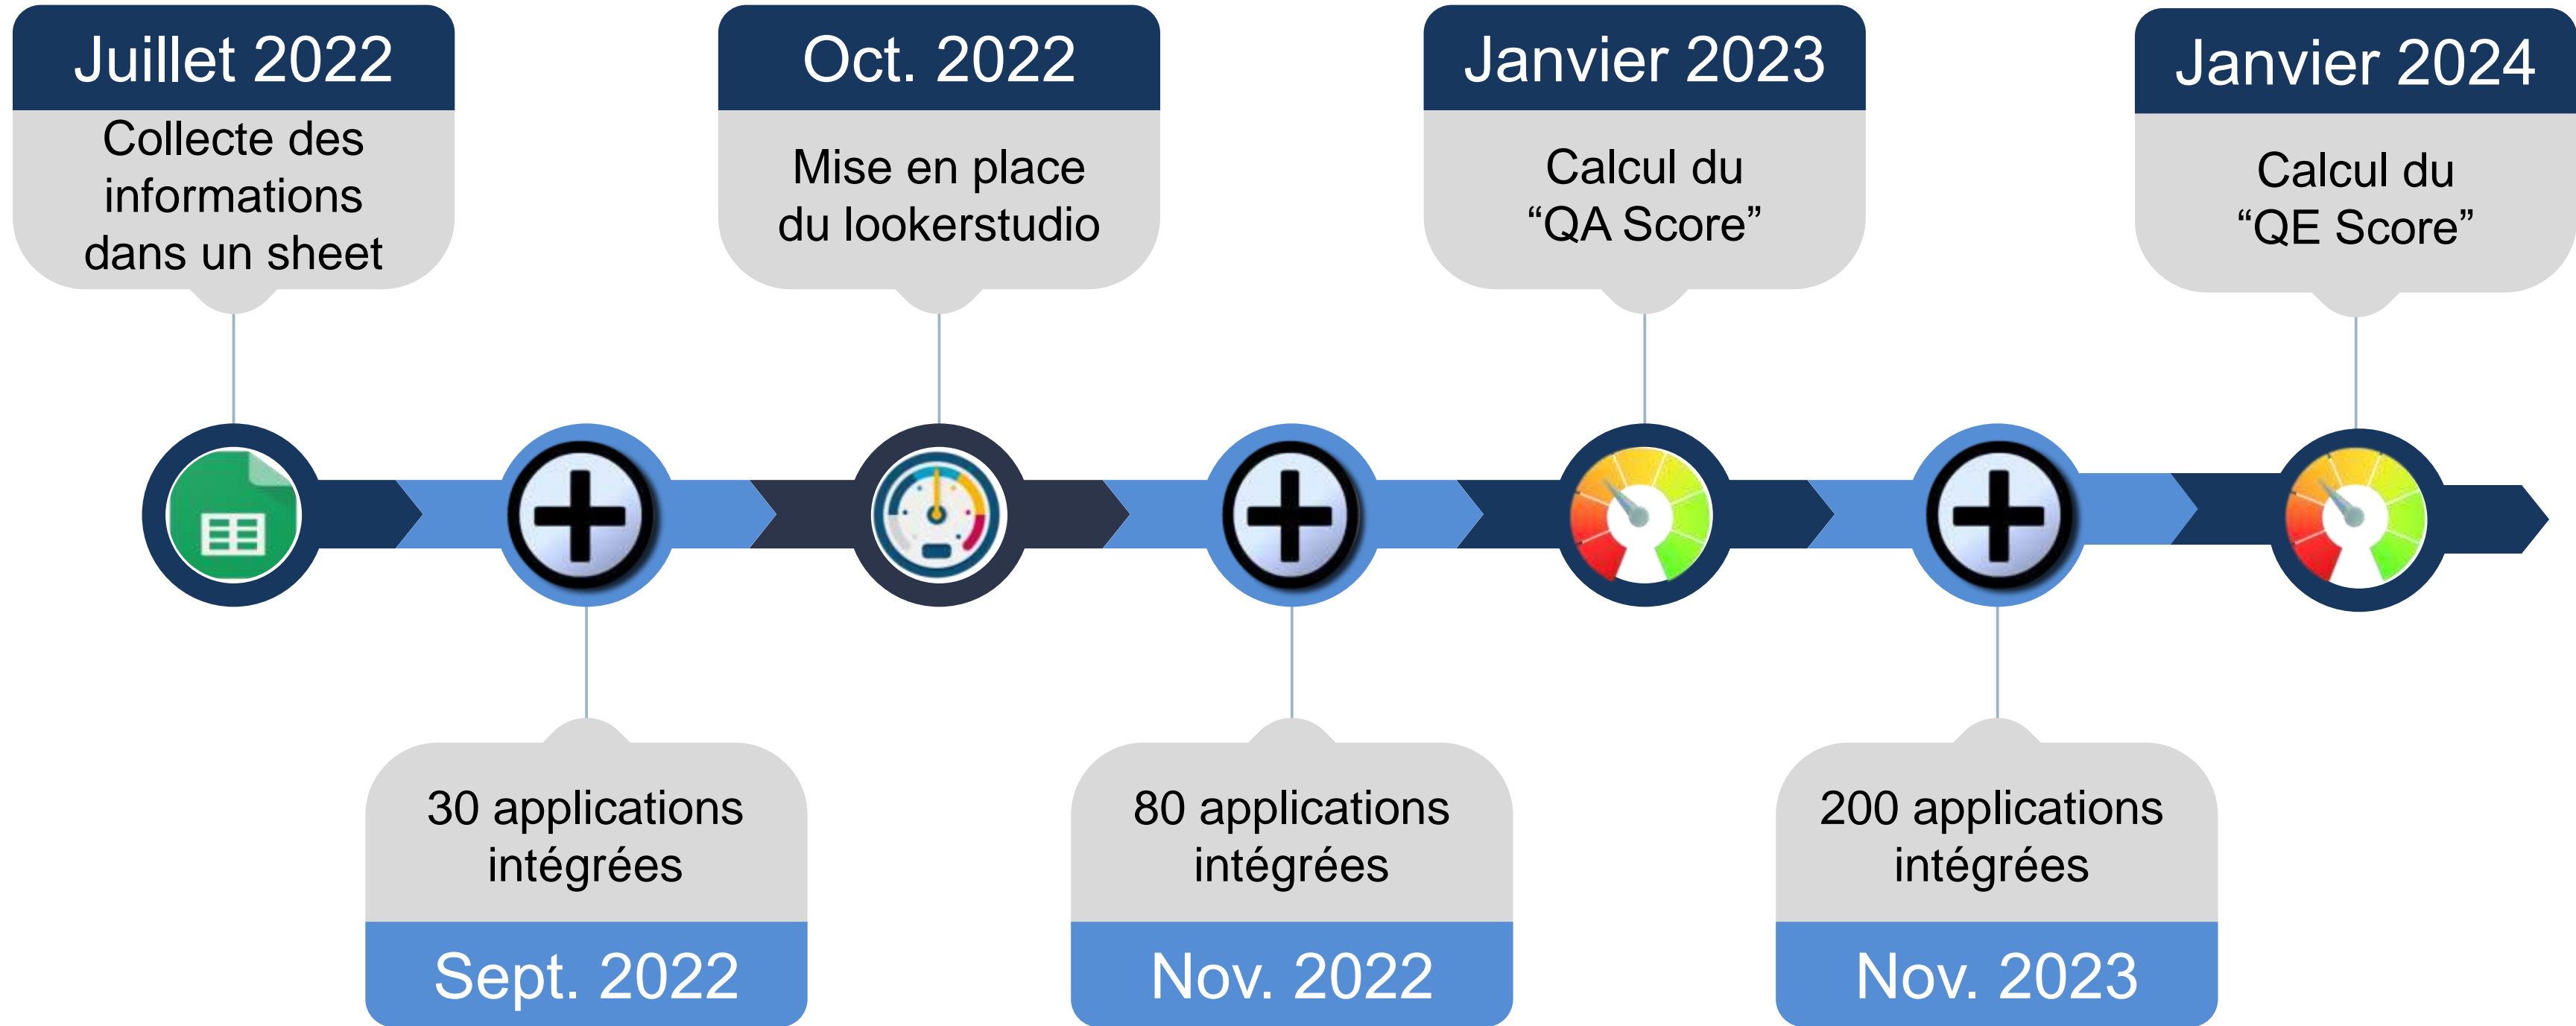 Juillet 2022
Collecte des
informations
dans un sheet
Oct. 2022
Mise en place
du lookerstudio
Janvier 2023
Calcul du
“QA Score”
Janvier 2024
Calcul du
“QE Score”
30 applications
intégrées
Sept. 2022
80 applications
intégrées
Nov. 2022
200 applications
intégrées
Nov. 2023